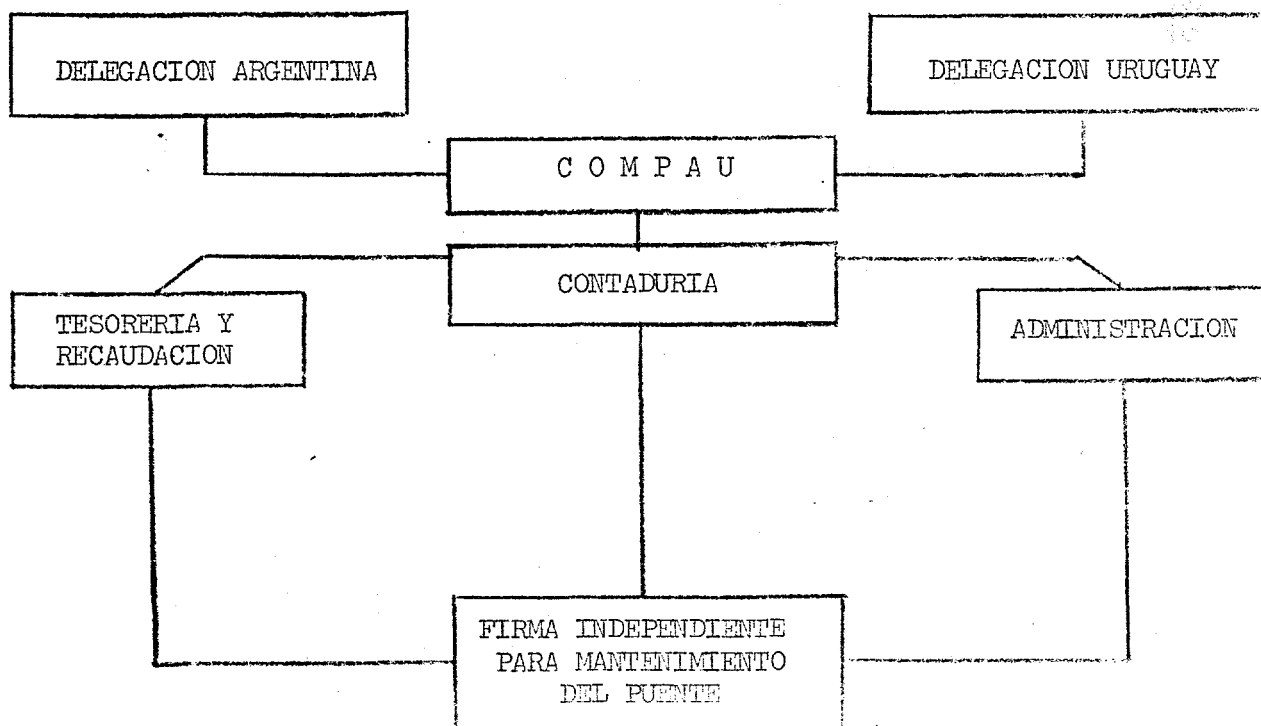 DELEGACION ARGENTINA
DELEGACION URUGUAY
C O M P A U
CONTADURIA
TESORERIA Y
RECAUDACION
ADMINISTRACION
FIRMA INDEPENDIENTE
PARA MANTENIMIENTO
DEL PUENTE